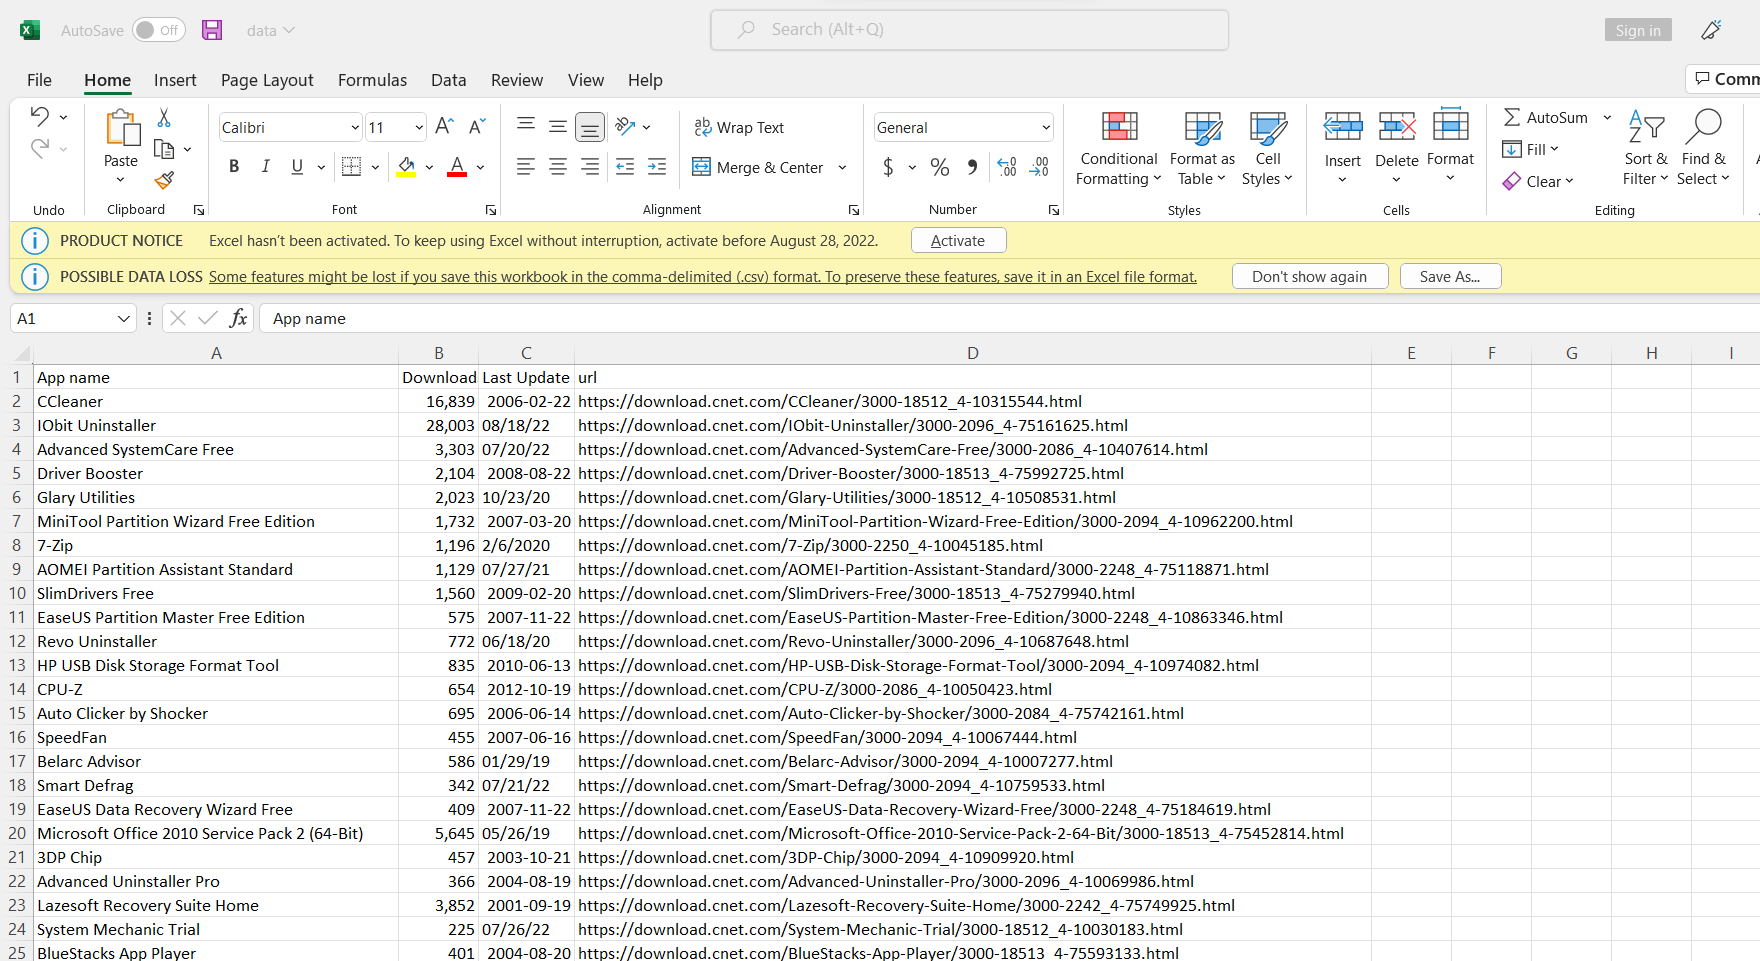 AutoSave Off data Search (Alt+Q) Sign in
File Home Insert Page Layout Formulas Data Review View Help
Paste
Calibri 11
B I U A
Wrap Text
Merge & Center
General
$ % 
Conditional Formatting
Format as Table
Cell Styles
Insert Delete Format
AutoSum
Fill
Clear
Sort & Filter
Find & Select
Undo Clipboard Font Alignment Number Styles Cells Editing
PRODUCT NOTICE Excel hasn't been activated. To keep using Excel without interruption, activate before August 28, 2022. Activate
POSSIBLE DATA LOSS Some features might be lost if you save this workbook in the comma-delimited (.csv) format. To preserve these features, save it in an Excel file format. Don't show again Save As...
A1 fx App name
A B C D E F G H I
1 App name Download Last Update url
2 CCleaner 16,839 2006-02-22 https://download.cnet.com/CCleaner/3000-18512_4-10315544.html
3 IObit Uninstaller 28,003 08/18/22 https://download.cnet.com/IObit-Uninstaller/3000-2096_4-75161625.html
4 Advanced SystemCare Free 3,303 07/20/22 https://download.cnet.com/Advanced-SystemCare-Free/3000-2086_4-10407614.html
5 Driver Booster 2,104 2008-08-22 https://download.cnet.com/Driver-Booster/3000-18513_4-75992725.html
6 Glary Utilities 2,023 10/23/20 https://download.cnet.com/Glary-Utilities/3000-18512_4-10508531.html
7 MiniTool Partition Wizard Free Edition 1,732 2007-03-20 https://download.cnet.com/MiniTool-Partition-Wizard-Free-Edition/3000-2094_4-10962200.html
8 7-Zip 1,196 2/6/2020 https://download.cnet.com/7-Zip/3000-2250_4-10045185.html
9 AOMEI Partition Assistant Standard 1,129 07/27/21 https://download.cnet.com/AOMEI-Partition-Assistant-Standard/3000-2248_4-75118871.html
10 SlimDrivers Free 1,560 2009-02-20 https://download.cnet.com/SlimDrivers-Free/3000-18513_4-75279940.html
11 EaseUS Partition Master Free Edition 575 2007-11-22 https://download.cnet.com/EaseUS-Partition-Master-Free-Edition/3000-2248_4-10863346.html
12 Revo Uninstaller 772 06/18/20 https://download.cnet.com/Revo-Uninstaller/3000-2096_4-10687648.html
13 HP USB Disk Storage Format Tool 835 2010-06-13 https://download.cnet.com/HP-USB-Disk-Storage-Format-Tool/3000-2094_4-10974082.html
14 CPU-Z 654 2012-10-19 https://download.cnet.com/CPU-Z/3000-2086_4-10050423.html
15 Auto Clicker by Shocker 695 2006-06-14 https://download.cnet.com/Auto-Clicker-by-Shocker/3000-2084_4-75742161.html
16 SpeedFan 455 2007-06-16 https://download.cnet.com/SpeedFan/3000-2094_4-10067444.html
17 Belarc Advisor 586 01/29/19 https://download.cnet.com/Belarc-Advisor/3000-2094_4-10007277.html
18 Smart Defrag 342 07/21/22 https://download.cnet.com/Smart-Defrag/3000-2094_4-10759533.html
19 EaseUS Data Recovery Wizard Free 409 2007-11-22 https://download.cnet.com/EaseUS-Data-Recovery-Wizard-Free/3000-2248_4-75184619.html
20 Microsoft Office 2010 Service Pack 2 (64-Bit) 5,645 05/26/19 https://download.cnet.com/Microsoft-Office-2010-Service-Pack-2-64-Bit/3000-18513_4-75452814.html
21 3DP Chip 457 2003-10-21 https://download.cnet.com/3DP-Chip/3000-2094_4-10909920.html
22 Advanced Uninstaller Pro 366 2004-08-19 https://download.cnet.com/Advanced-Uninstaller-Pro/3000-2096_4-10069986.html
23 Lazesoft Recovery Suite Home 3,852 2001-09-19 https://download.cnet.com/Lazesoft-Recovery-Suite-Home/3000-2242_4-75749925.html
24 System Mechanic Trial 225 07/26/22 https://download.cnet.com/System-Mechanic-Trial/3000-18512_4-10030183.html
25 BlueStacks App Player 401 2004-08-20 https://download.cnet.com/BlueStacks-App-Player/3000-18513_4-75593133.html